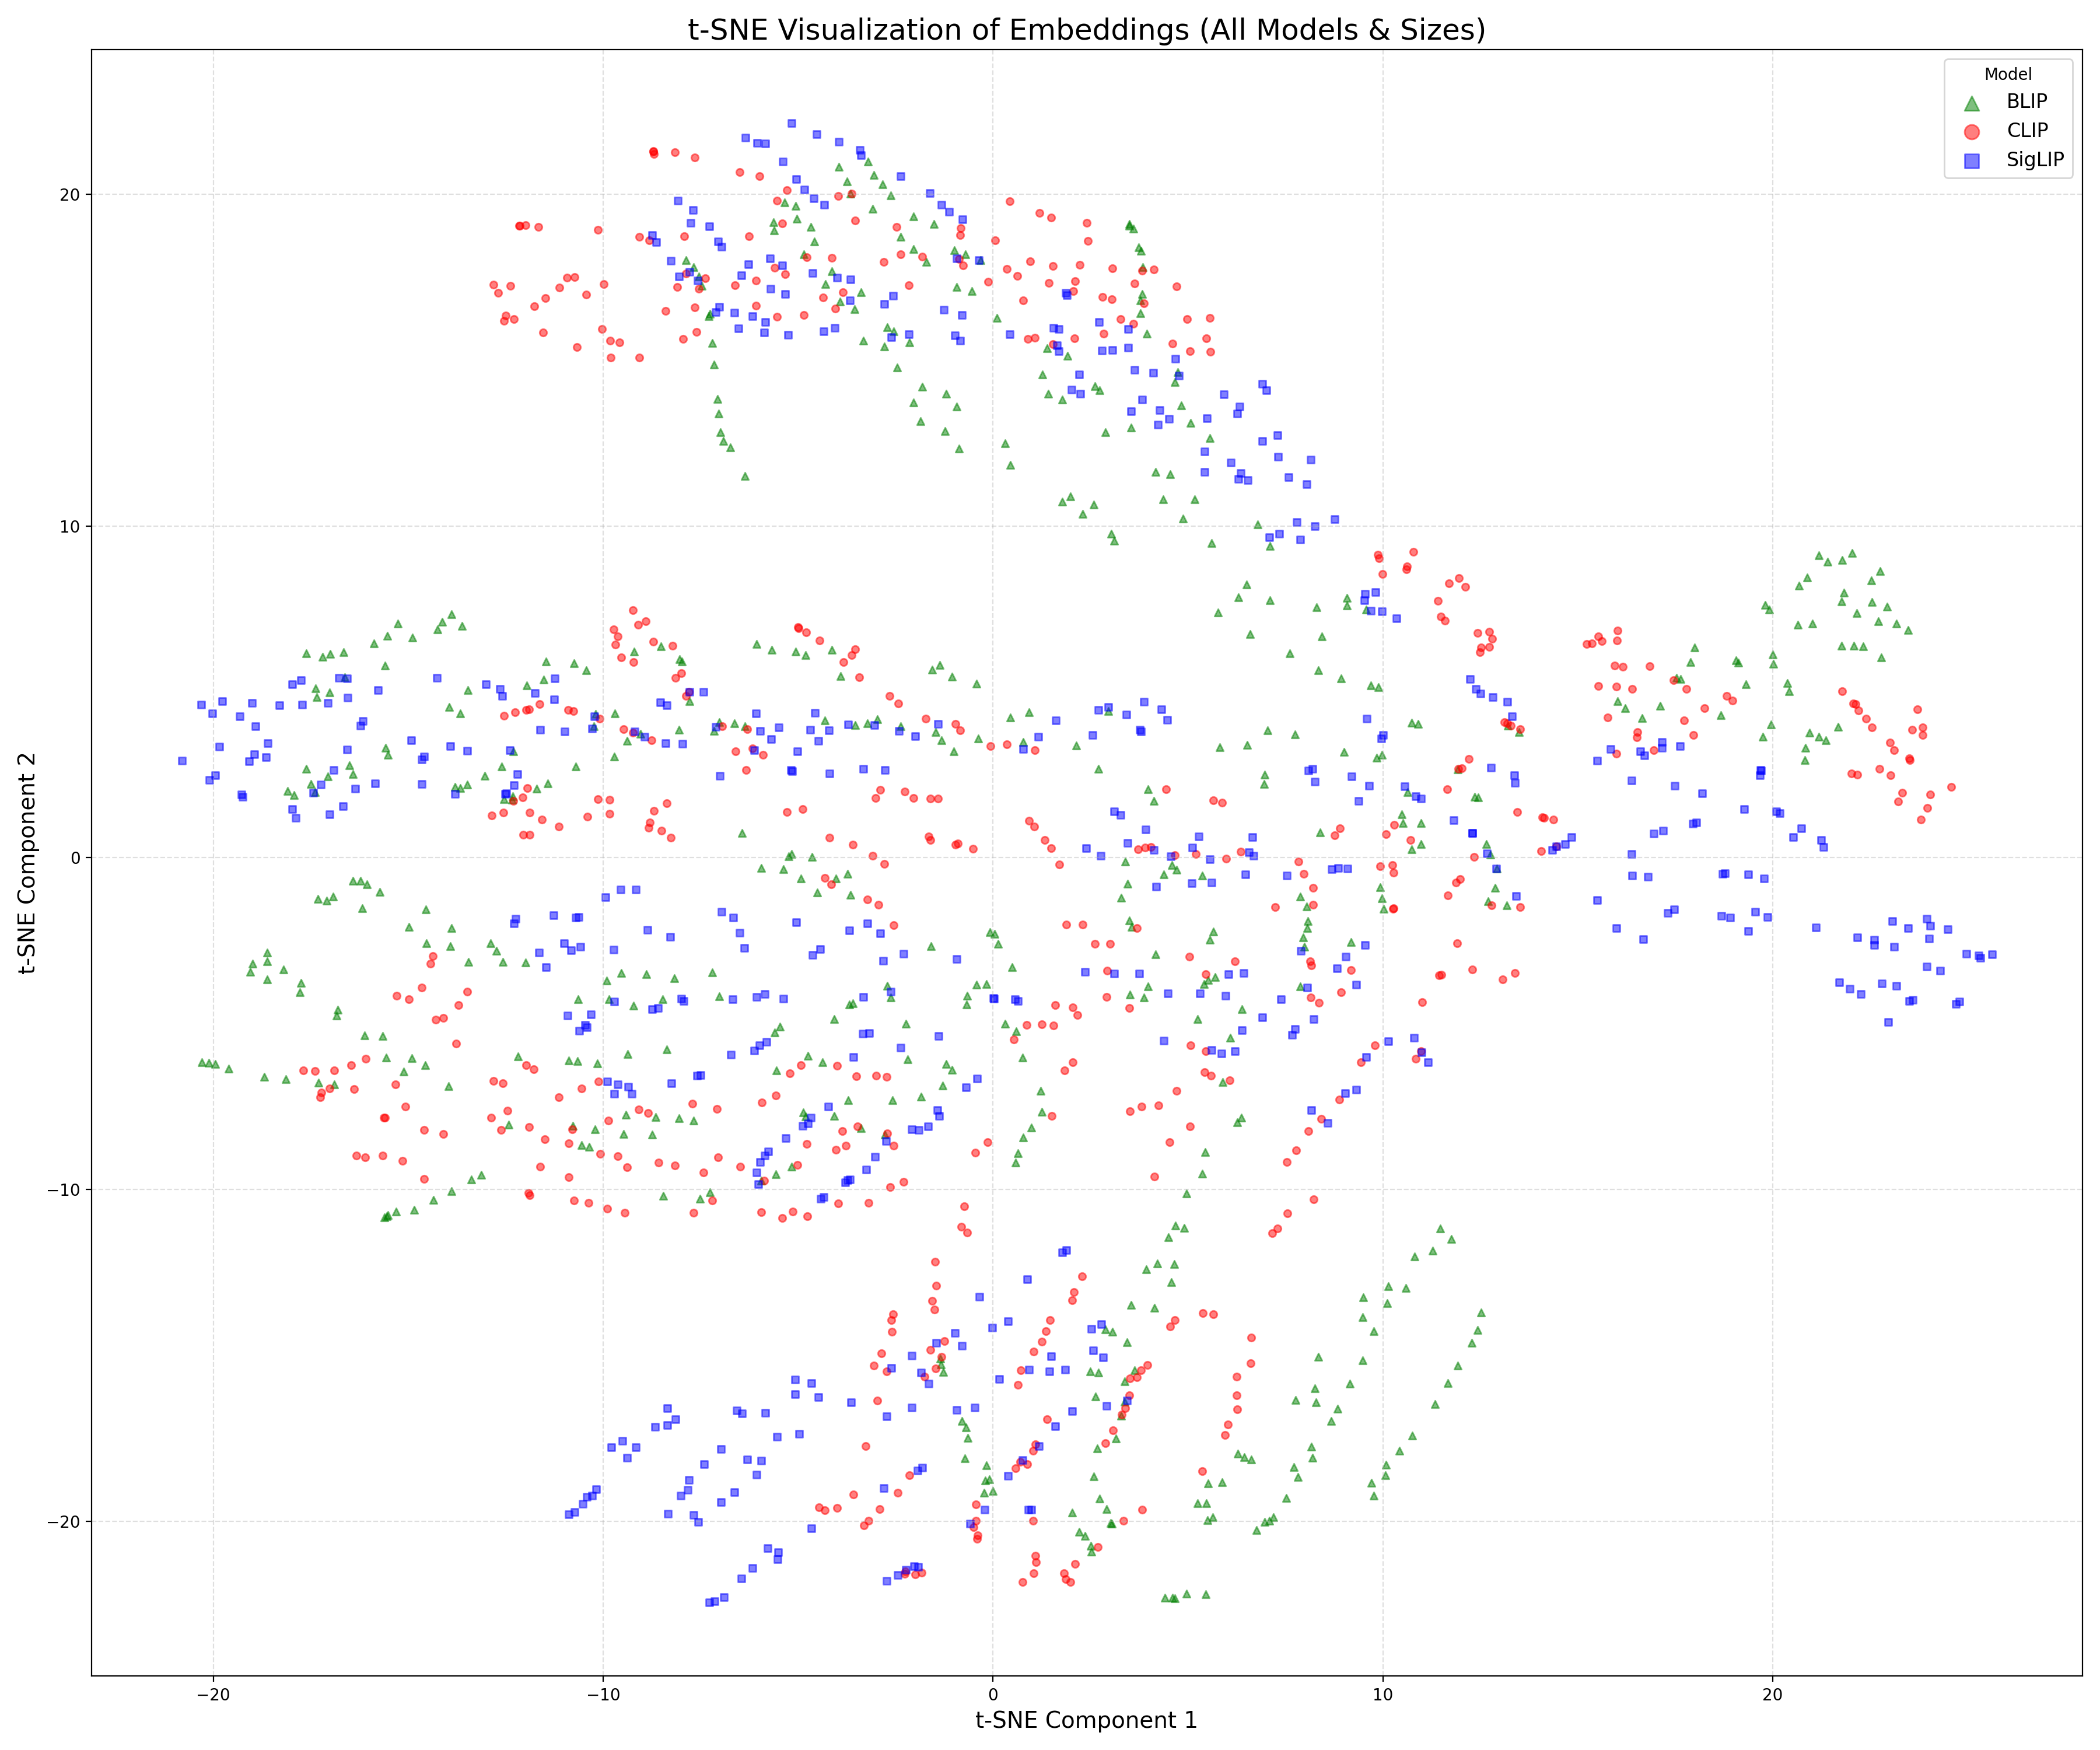 t-SNE Visualization of Embeddings (All Models & Sizes)
Model
BLIP
CLIP
SigLIP
t-SNE Component 2
20
10
0
−10
−20
−20
−10
0
10
20
t-SNE Component 1